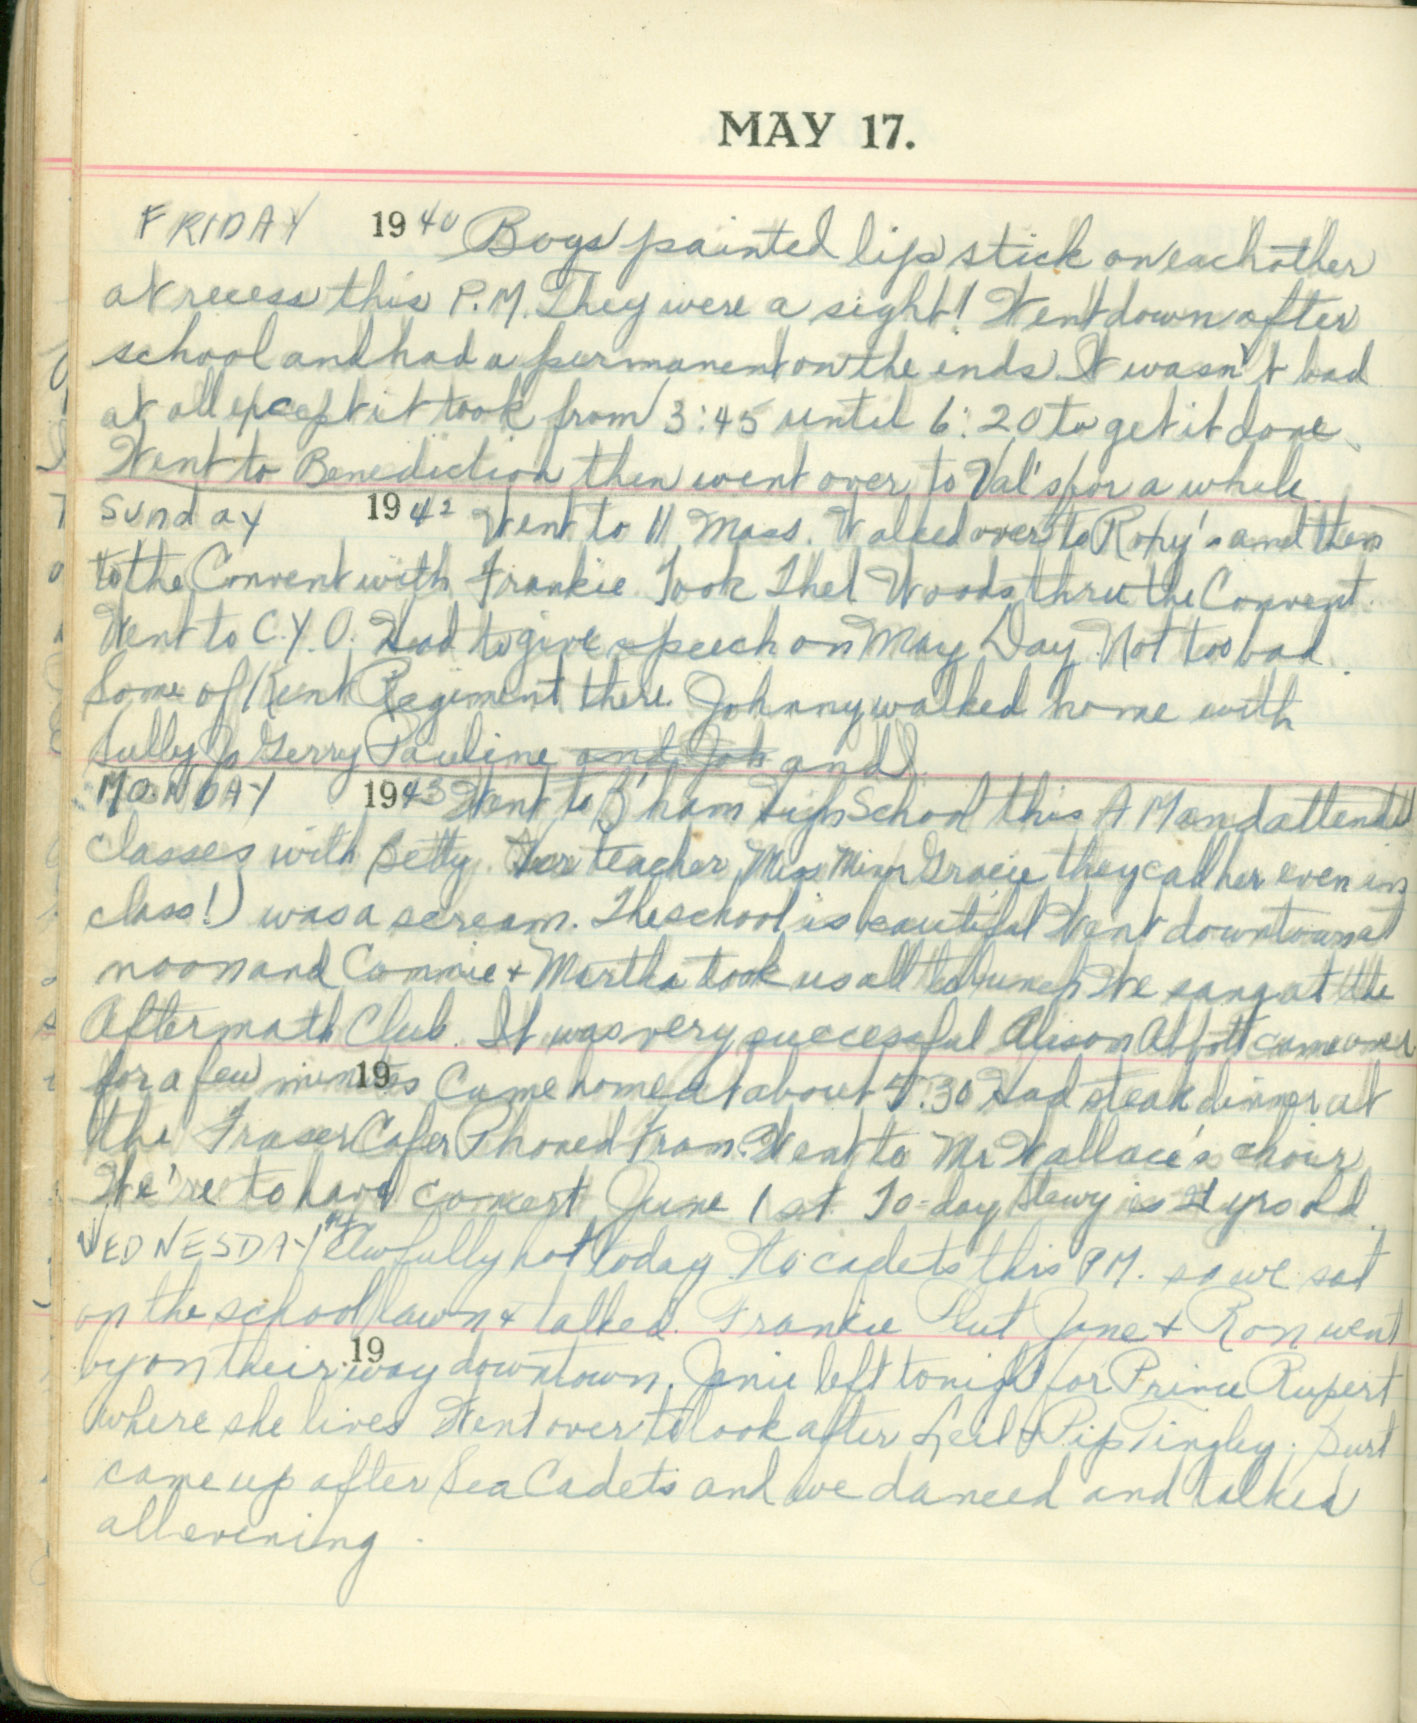 MAY 17.
FRIDAY 1940 Boys painted lip stick on each other
at recess this P.M. They were a sight! Went down after
school and had a permanent on the ends. It wasn't bad
at all except it took from 3:45 until 6:20 to get it done.
Went to Benediction then went over to Val's for a while.
Sunday 1942 Went to 11 Mass. Walked over to Roxy's and then
to the Convent with Frankie. Took Thel Woods thru the Convent.
Went to C.Y.O. Had to give speech on May Day. Not too bad.
Some of Kent Regiment there. Johnny walked home with
Sully Jo Gerry Pauline and Joh and I.
MONDAY 1943 Went to B'ham High School this A M and attended
classes with Betty. Her teacher, Miss Gracie they call her even in
class!) was a scream. The school is beautiful Went downtown at
noon and Connie & Martha took us all to lunch We sang at the
Aftermath Club. It was very successful Alison Abbott came over
for a few minutes 19 Came home at about 5:30 Had steak dinner at
the Fraser Cafe Phoned from. Went to Mr Wallace's choir
We're to have concert June 1st. To-day is 21 yrs old.
WEDNESDAY Awfully hot today No cadets this PM. so we sat
on the school lawn & talked. Frankie Jane & Ron went
by on their 19 way downtown. Janie left tonight for Prince Rupert
where she lives Went over to look after & Pip Tingley. Burt
came up after Sea Cadets and we danced and talked
all evening.